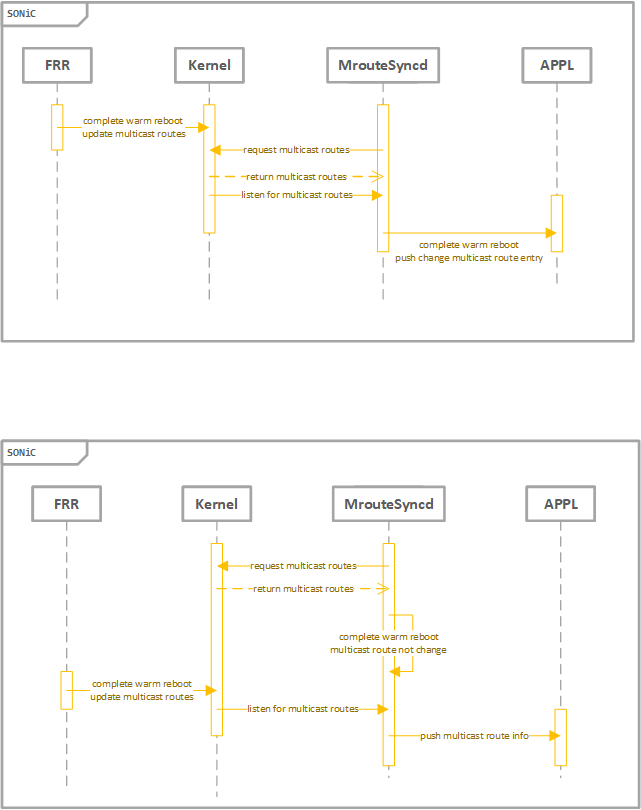 SONiC
FRR
Kernel
MrouteSyncd
APPL
complete warm reboot
update multicast routes
request multicast routes
return multicast routes
listen for multicast routes
complete warm reboot
push change multicast route entry
SONiC
FRR
Kernel
MrouteSyncd
APPL
request multicast routes
return multicast routes
complete warm reboot
multicast route not change
complete warm reboot
update multicast routes
listen for multicast routes
push multicast route info